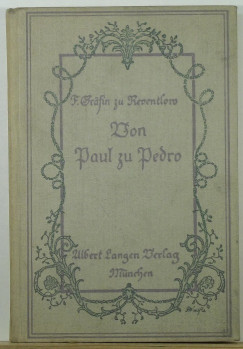 F. Gräfin zu Reventlow
Von
Paul zu Pedro
Albert Langen Verlag
München